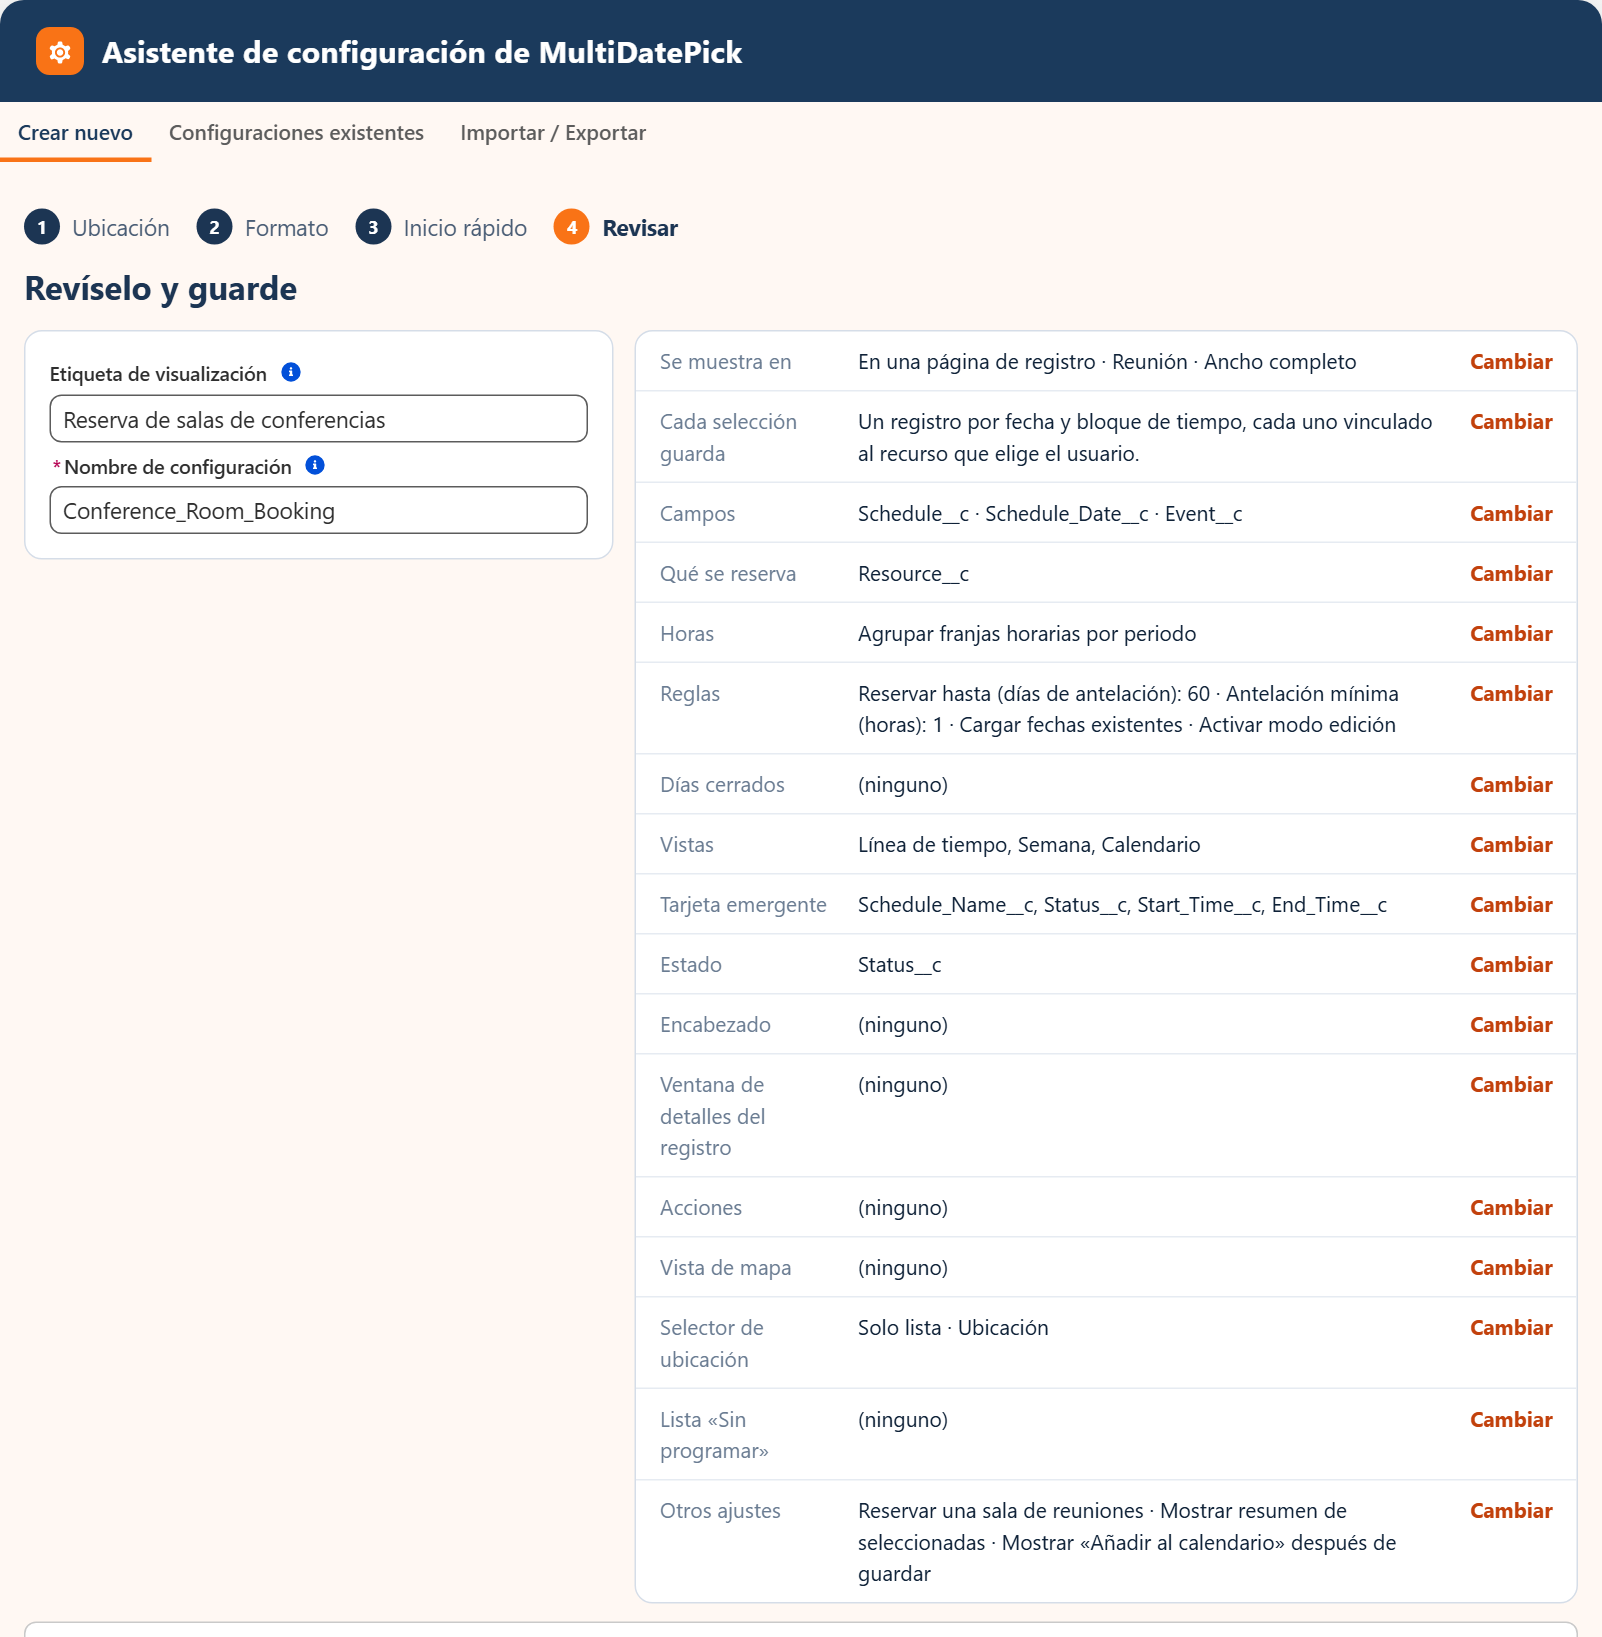 Asistente de configuración de MultiDatePick
Crear nuevo
Configuraciones existentes
Importar / Exportar
1 Ubicación
2 Formato
3 Inicio rápido
4 Revisar
Revíselo y guarde
Etiqueta de visualización
Reserva de salas de conferencias
*Nombre de configuración
Conference_Room_Booking
Se muestra en
En una página de registro · Reunión · Ancho completo
Cambiar
Cada selección
guarda
Un registro por fecha y bloque de tiempo, cada uno vinculado
al recurso que elige el usuario.
Cambiar
Campos
Schedule__c · Schedule_Date__c · Event__c
Cambiar
Qué se reserva
Resource__c
Cambiar
Horas
Agrupar franjas horarias por periodo
Cambiar
Reglas
Reservar hasta (días de antelación): 60 · Antelación mínima
(horas): 1 · Cargar fechas existentes · Activar modo edición
Cambiar
Días cerrados
(ninguno)
Cambiar
Vistas
Línea de tiempo, Semana, Calendario
Cambiar
Tarjeta emergente
Schedule_Name__c, Status__c, Start_Time__c, End_Time__c
Cambiar
Estado
Status__c
Cambiar
Encabezado
(ninguno)
Cambiar
Ventana de
detalles del
registro
(ninguno)
Cambiar
Acciones
(ninguno)
Cambiar
Vista de mapa
(ninguno)
Cambiar
Selector de
ubicación
Solo lista · Ubicación
Cambiar
Lista «Sin
programar»
(ninguno)
Cambiar
Otros ajustes
Reservar una sala de reuniones · Mostrar resumen de
seleccionadas · Mostrar «Añadir al calendario» después de
guardar
Cambiar